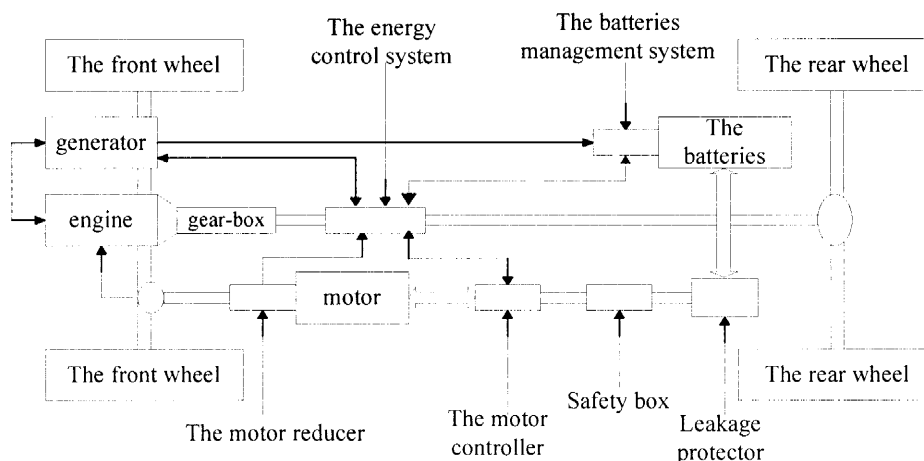 The energy
control system
The batteries
management system
The front wheel
The rear wheel
generator
The
batteries
engine
gear-box
motor
The front wheel
The rear wheel
The motor reducer
The motor
controller
Safety box
Leakage
protector